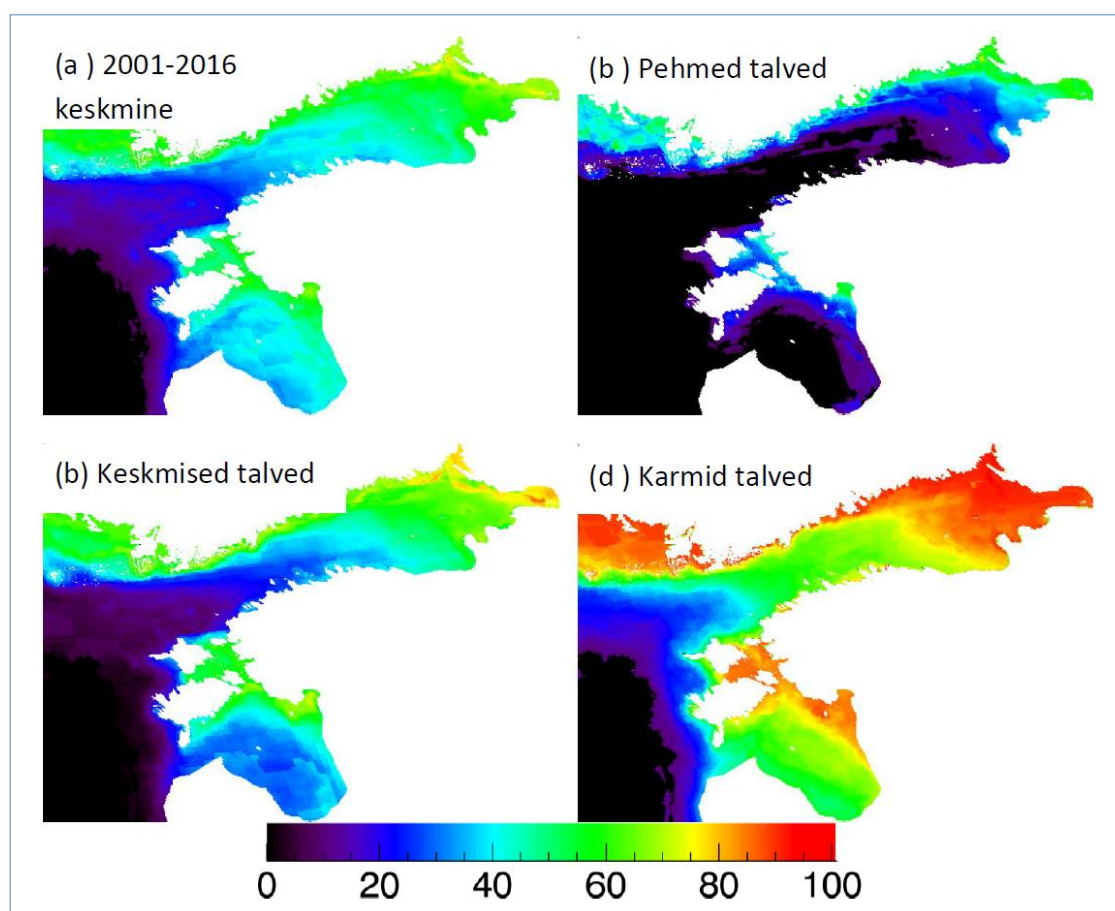 (a ) 2001-2016
keskmine
(b ) Pehmed talved
(b) Keskmised talved
(d ) Karmid talved
0 20 40 60 80 100